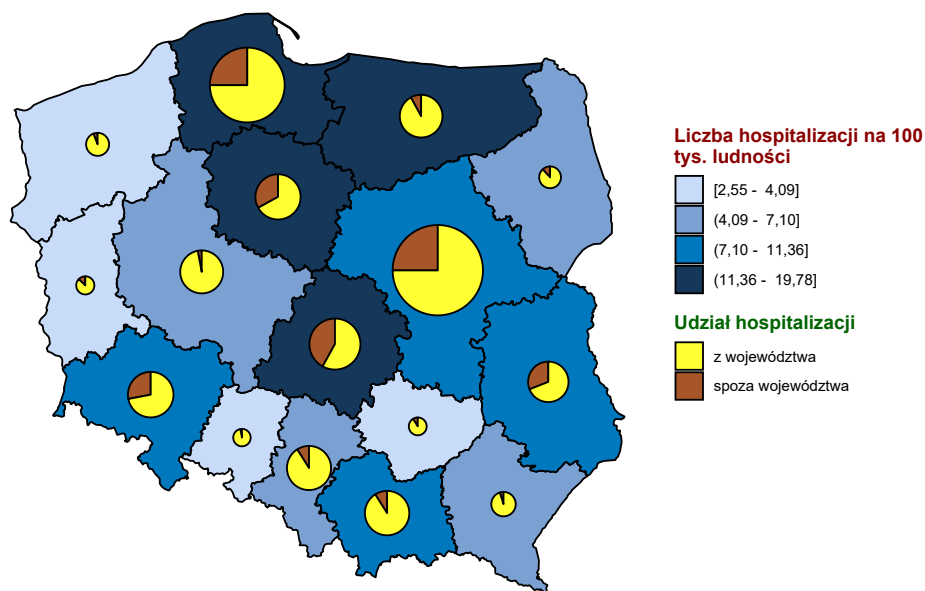 Liczba hospitalizacji na 100
tys. ludności
[2,55 - 4,09]
(4,09 - 7,10]
(7,10 - 11,36]
(11,36 - 19,78]
Udział hospitalizacji
z województwa
spoza województwa